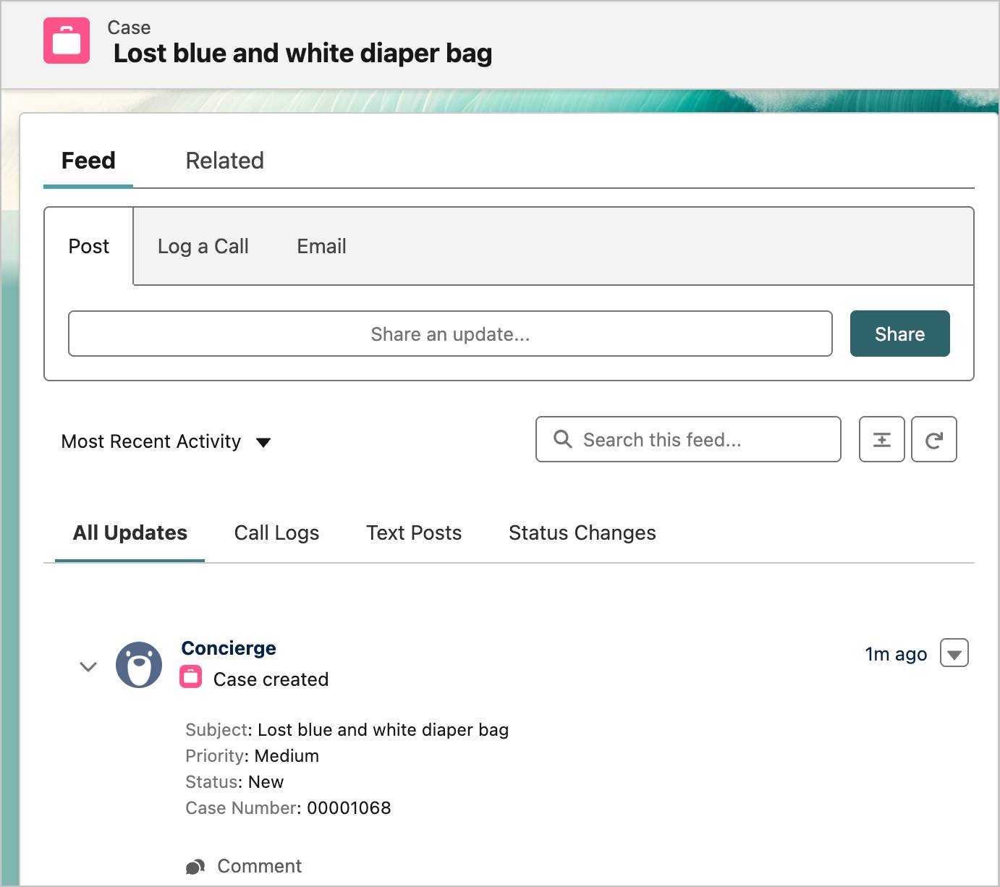 Case
Lost blue and white diaper bag
Feed Related
Post Log a Call Email
Share an update... Share
Most Recent Activity Search this feed...
All Updates Call Logs Text Posts Status Changes
Concierge 1m ago
Case created
Subject: Lost blue and white diaper bag
Priority: Medium
Status: New
Case Number: 00001068
Comment